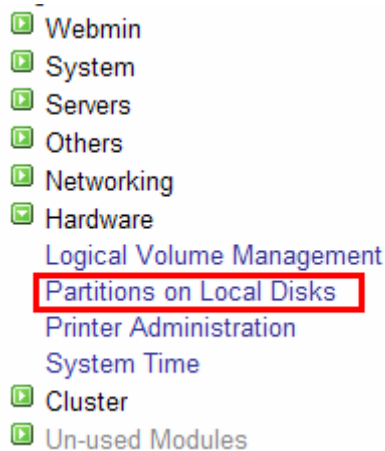 Webmin
System
Servers
Others
Networking
Hardware
Logical Volume Management
Partitions on Local Disks
Printer Administration
System Time
Cluster
Un-used Modules